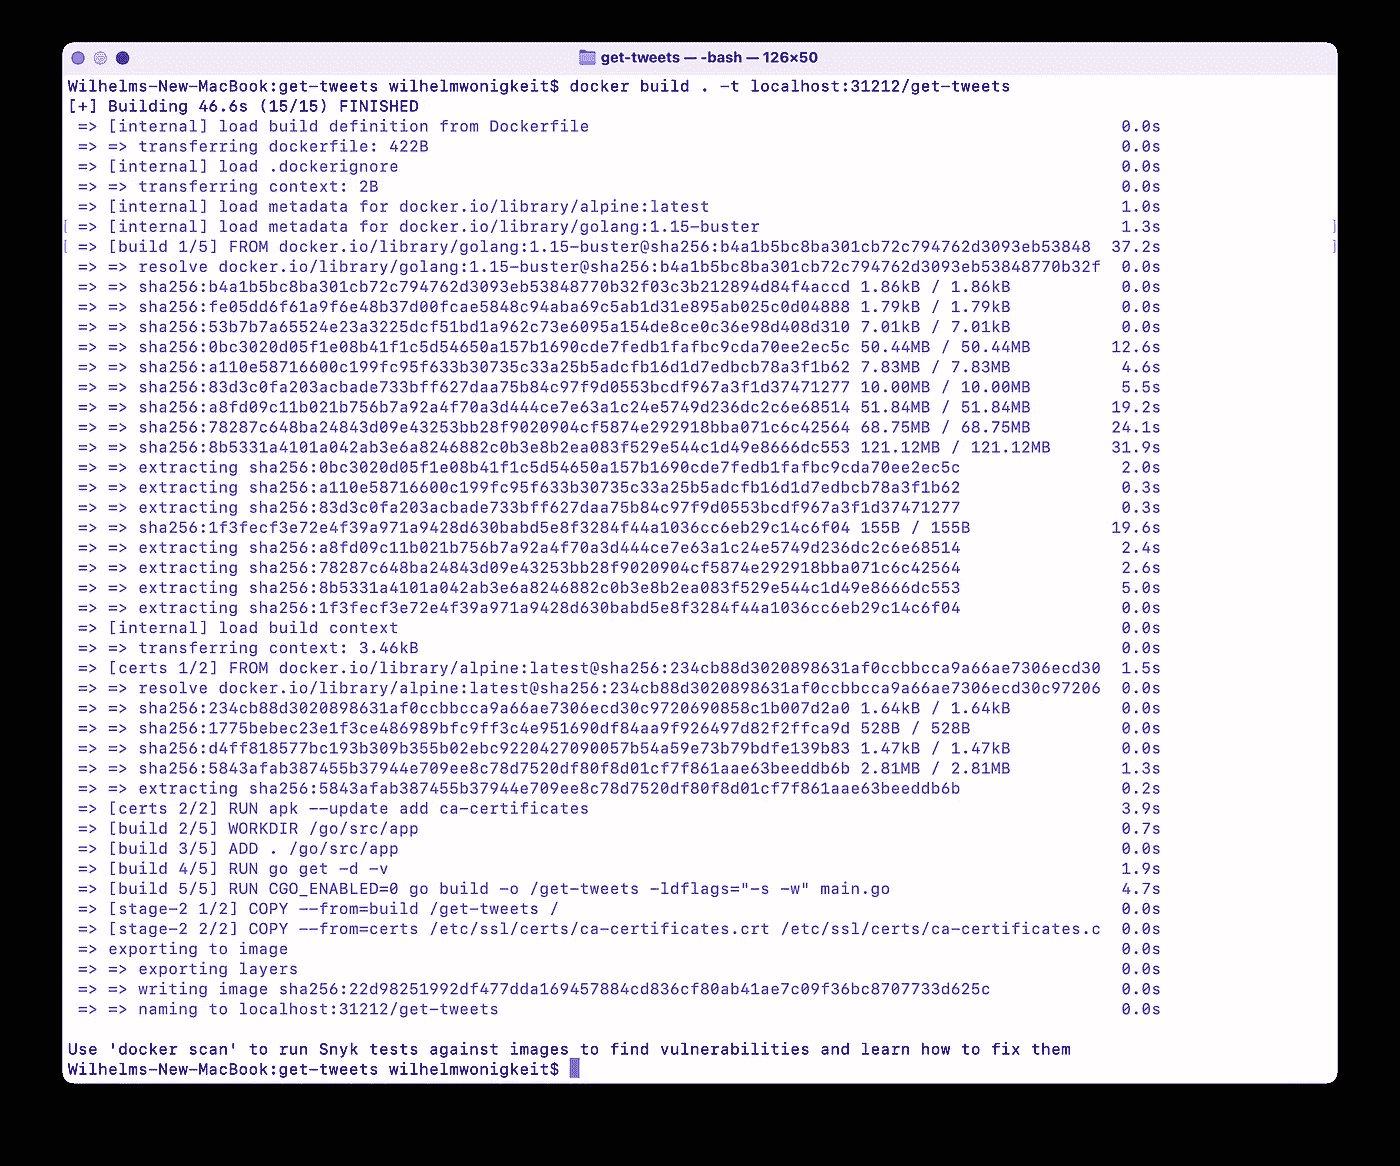 get-tweets — -bash — 126×50
Wilhelms-New-MacBook:get-tweets wilhelmwonigkeit$ docker build . -t localhost:31212/get-tweets
[+] Building 46.6s (15/15) FINISHED
=> [internal] load build definition from Dockerfile 0.0s
=> => transferring dockerfile: 422B 0.0s
=> [internal] load .dockerignore 0.0s
=> => transferring context: 2B 0.0s
=> [internal] load metadata for docker.io/library/alpine:latest 1.0s
=> [internal] load metadata for docker.io/library/golang:1.15-buster 1.3s
=> [build 1/5] FROM docker.io/library/golang:1.15-buster@sha256:b4a1b5bc8ba301cb72c794762d3093eb53848 37.2s
=> => resolve docker.io/library/golang:1.15-buster@sha256:b4a1b5bc8ba301cb72c794762d3093eb53848770b32f 0.0s
=> => sha256:b4a1b5bc8ba301cb72c794762d3093eb53848770b32f03c3b212894d84f4accd 1.86kB / 1.86kB 0.0s
=> => sha256:fe05dd6f61a9f6e48b37d00fcae5848c94aba69c5ab1d31e895ab025c0d04888 1.79kB / 1.79kB 0.0s
=> => sha256:53b7b7a65524e23a3225dcf51bd1a962c73e6095a154de8ce0c36e98d408d310 7.01kB / 7.01kB 0.0s
=> => sha256:0bc3020d05f1e08b41f1c5d54650a157b1690cde7fedb1fafbc9cda70ee2ec5c 50.44MB / 50.44MB 12.6s
=> => sha256:a110e58716600c199fc95f633b30735c33a25b5adcfb16d1d7edbcb78a3f1b62 7.83MB / 7.83MB 4.6s
=> => sha256:83d3c0fa203acbade733bff627daa75b84c97f9d0553bcdf967a3f1d37471277 10.00MB / 10.00MB 5.5s
=> => sha256:a8fd09c11b021b756b7a92a4f70a3d444ce7e63a1c24e5749d236dc2c6e68514 51.84MB / 51.84MB 19.2s
=> => sha256:78287c648ba24843d09e43253bb28f9020904cf5874e292918bba071c6c42564 68.75MB / 68.75MB 24.1s
=> => sha256:8b5331a4101a042ab3e6a8246882c0b3e8b2ea083f529e544c1d49e8666dc553 121.12MB / 121.12MB 31.9s
=> => extracting sha256:0bc3020d05f1e08b41f1c5d54650a157b1690cde7fedb1fafbc9cda70ee2ec5c 2.0s
=> => extracting sha256:a110e58716600c199fc95f633b30735c33a25b5adcfb16d1d7edbcb78a3f1b62 0.3s
=> => extracting sha256:83d3c0fa203acbade733bff627daa75b84c97f9d0553bcdf967a3f1d37471277 0.3s
=> => sha256:1f3fecf3e72e4f39a971a9428d630babd5e8f3284f44a1036cc6eb29c14c6f04 155B / 155B 19.6s
=> => extracting sha256:a8fd09c11b021b756b7a92a4f70a3d444ce7e63a1c24e5749d236dc2c6e68514 2.4s
=> => extracting sha256:78287c648ba24843d09e43253bb28f9020904cf5874e292918bba071c6c42564 2.6s
=> => extracting sha256:8b5331a4101a042ab3e6a8246882c0b3e8b2ea083f529e544c1d49e8666dc553 5.0s
=> => extracting sha256:1f3fecf3e72e4f39a971a9428d630babd5e8f3284f44a1036cc6eb29c14c6f04 0.0s
=> [internal] load build context 0.0s
=> => transferring context: 3.46kB 0.0s
=> [certs 1/2] FROM docker.io/library/alpine:latest@sha256:234cb88d3020898631af0ccbbcca9a66ae7306ecd30 1.5s
=> => resolve docker.io/library/alpine:latest@sha256:234cb88d3020898631af0ccbbcca9a66ae7306ecd30c97206 0.0s
=> => sha256:234cb88d3020898631af0ccbbcca9a66ae7306ecd30c9720690858c1b007d2a0 1.64kB / 1.64kB 0.0s
=> => sha256:1775bebec23e1f3ce486989bfc9ff3c4e951690df84aa9f926497d82f2ffca9d 528B / 528B 0.0s
=> => sha256:d4ff818577bc193b309b355b02ebc9220427090057b54a59e73b79bdfe139b83 1.47kB / 1.47kB 0.0s
=> => sha256:5843afab387455b37944e709ee8c78d7520df80f8d01cf7f861aae63beeddb6b 2.81MB / 2.81MB 1.3s
=> => extracting sha256:5843afab387455b37944e709ee8c78d7520df80f8d01cf7f861aae63beeddb6b 0.2s
=> [certs 2/2] RUN apk --update add ca-certificates 3.9s
=> [build 2/5] WORKDIR /go/src/app 0.7s
=> [build 3/5] ADD . /go/src/app 0.0s
=> [build 4/5] RUN go get -d -v 1.9s
=> [build 5/5] RUN CGO_ENABLED=0 go build -o /get-tweets -ldflags="-s -w" main.go 4.7s
=> [stage-2 1/2] COPY --from=build /get-tweets / 0.0s
=> [stage-2 2/2] COPY --from=certs /etc/ssl/certs/ca-certificates.crt /etc/ssl/certs/ca-certificates.c 0.0s
=> exporting to image 0.0s
=> => exporting layers 0.0s
=> => writing image sha256:22d98251992df477dda169457884cd836cf80ab41ae7c09f36bc8707733d625c 0.0s
=> => naming to localhost:31212/get-tweets 0.0s
Use 'docker scan' to run Snyk tests against images to find vulnerabilities and learn how to fix them
Wilhelms-New-MacBook:get-tweets wilhelmwonigkeit$